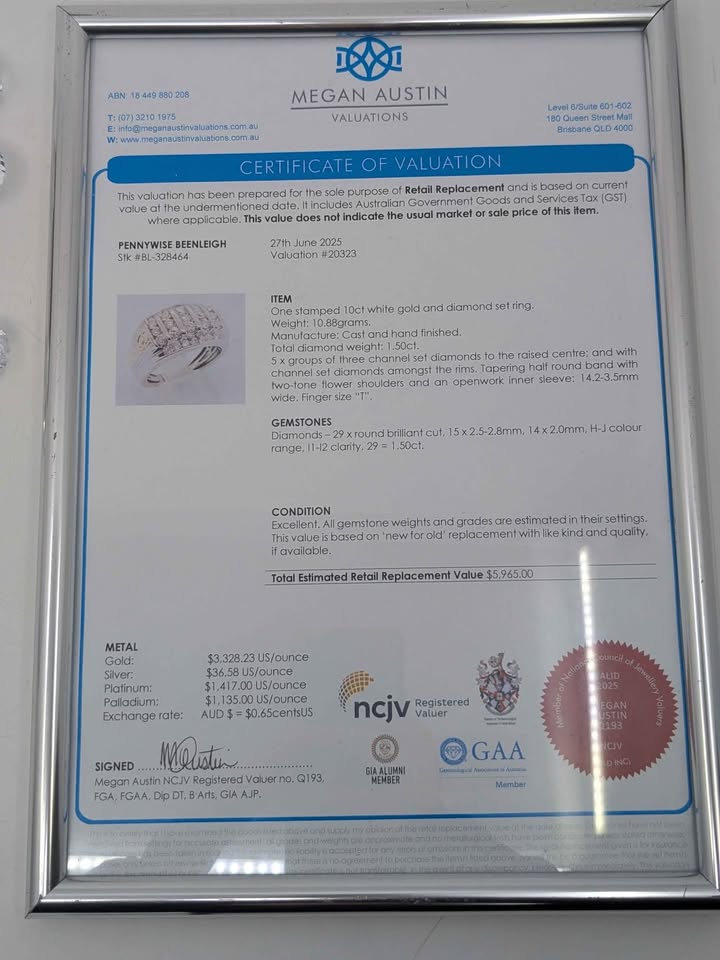 ABN: 18 449 880 208
T: (07) 3210 1975
E: info@meganaustinvaluations.com.au
W: www.meganaustinvaluations.com.au
MEGAN AUSTIN
VALUATIONS
Level 6/Suite 601-602
180 Queen Street Mall
Brisbane QLD 4000
CERTIFICATE OF VALUATION
This valuation has been prepared for the sole purpose of Retail Replacement and is based on current
value at the undermentioned date. It includes Australian Government Goods and Services Tax (GST)
where applicable. This value does not indicate the usual market or sale price of this item.
PENNYWISE BEENLEIGH
Stk #BL-328464
27th June 2025
Valuation #20323
ITEM
One stamped 10ct white gold and diamond set ring.
Weight: 10.88grams.
Manufacture: Cast and hand finished.
Total diamond weight: 1.50ct.
5 x groups of three channel set diamonds to the raised centre; and with
channel set diamonds amongst the rims. Tapering half round band with
two-tone flower shoulders and an openwork inner sleeve: 14.2-3.5mm
wide. Finger size "T".
GEMSTONES
Diamonds – 29 x round brilliant cut, 15 x 2.5-2.8mm, 14 x 2.0mm, H-J colour
range, I1-I2 clarity, 29 = 1.50ct.
CONDITION
Excellent. All gemstone weights and grades are estimated in their settings.
This value is based on 'new for old' replacement with like kind and quality,
if available.
Total Estimated Retail Replacement Value $5,965.00
METAL
Gold: $3,328.23 US/ounce
Silver: $36.58 US/ounce
Platinum: $1,417.00 US/ounce
Palladium: $1,135.00 US/ounce
Exchange rate: AUD $ = $0.65centsUS
SIGNED
Megan Austin NCJV Registered Valuer no. Q193,
FGA, FGAA, Dip DT, B Arts, GIA AJP.
ncjv Registered
Valuer
GIA ALUMNI
MEMBER
GAA
Gemmological Association of Australia
Member
Member of National Council of Jewellery Valuers
VALID
2025
MEGAN
AUSTIN
NCJV